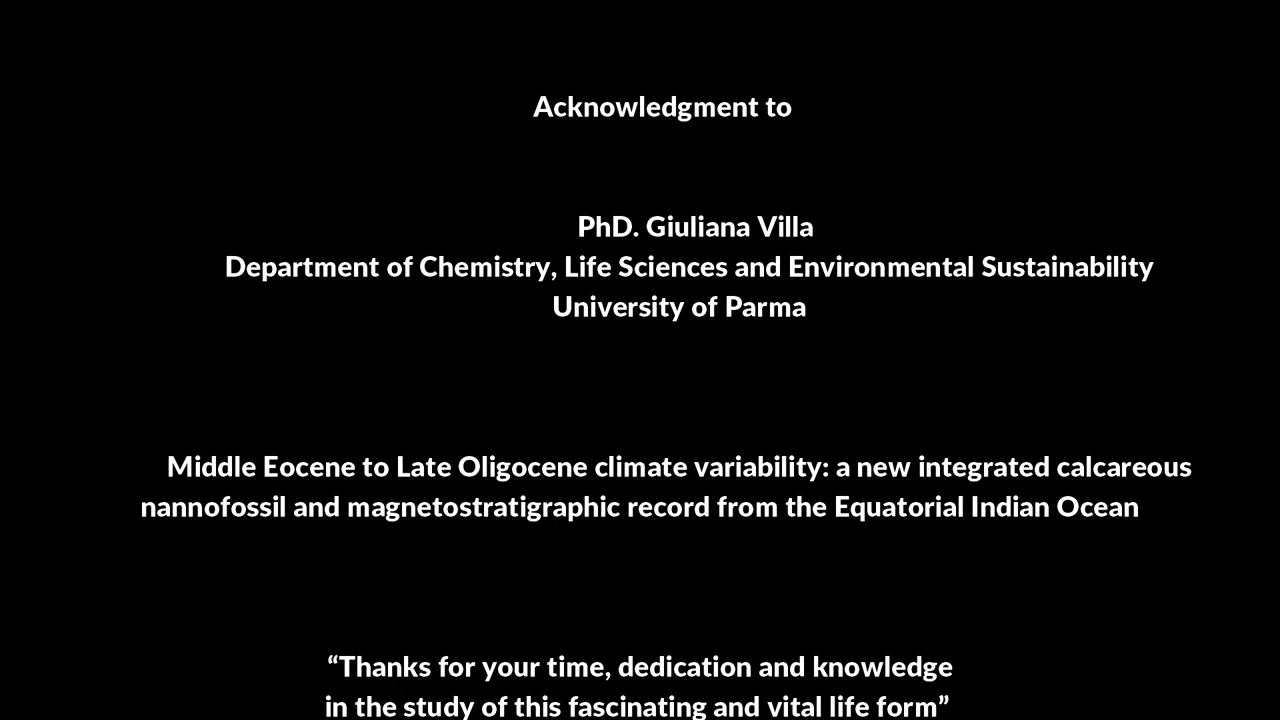 Acknowledgment to
PhD. Giuliana Villa
Department of Chemistry, Life Sciences and Environmental Sustainability
University of Parma
Middle Eocene to Late Oligocene climate variability: a new integrated calcareous
nannofossil and magnetostratigraphic record from the Equatorial Indian Ocean
“Thanks for your time, dedication and knowledge
in the study of this fascinating and vital life form”